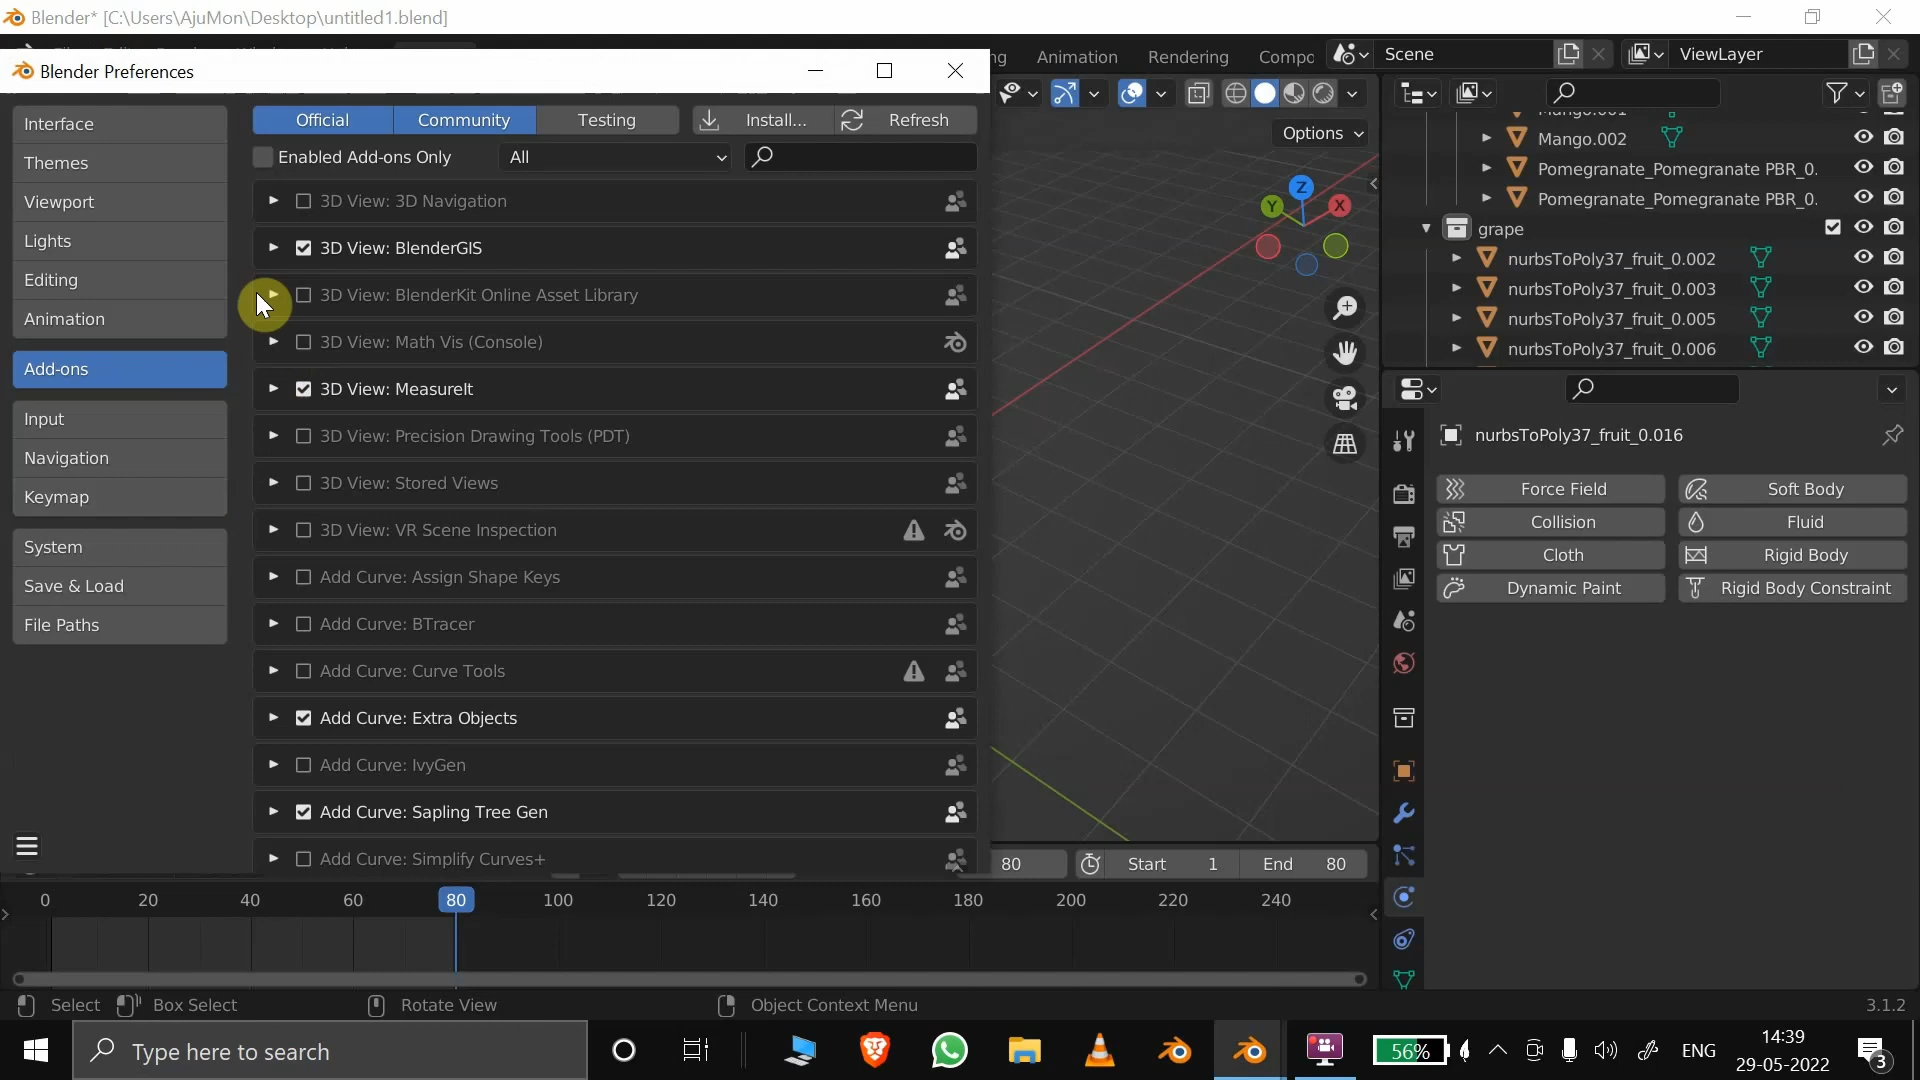 Blender* [C:\Users\AjuMon\Desktop\untitled1.blend]
Animation
Rendering
Compo
Scene
ViewLayer
Blender Preferences
Interface
Themes
Viewport
Lights
Editing
Animation
Add-ons
Input
Navigation
Keymap
System
Save & Load
File Paths
Official
Community
Testing
Install...
Refresh
Enabled Add-ons Only
All
3D View: 3D Navigation
3D View: BlenderGIS
3D View: BlenderKit Online Asset Library
3D View: Math Vis (Console)
3D View: MeasureIt
3D View: Precision Drawing Tools (PDT)
3D View: Stored Views
3D View: VR Scene Inspection
Add Curve: Assign Shape Keys
Add Curve: BTracer
Add Curve: Curve Tools
Add Curve: Extra Objects
Add Curve: IvyGen
Add Curve: Sapling Tree Gen
Add Curve: Simplify Curves+
Options
Z
Y
X
Mango.002
Pomegranate_Pomegranate PBR_0.
Pomegranate_Pomegranate PBR_0.
grape
nurbsToPoly37_fruit_0.002
nurbsToPoly37_fruit_0.003
nurbsToPoly37_fruit_0.005
nurbsToPoly37_fruit_0.006
nurbsToPoly37_fruit_0.016
Force Field
Soft Body
Collision
Fluid
Cloth
Rigid Body
Dynamic Paint
Rigid Body Constraint
80
Start 1
End 80
0 20 40 60 80 100 120 140 160 180 200 220 240
Select
Box Select
Rotate View
Object Context Menu
3.1.2
Type here to search
56%
ENG
14:39
29-05-2022
3